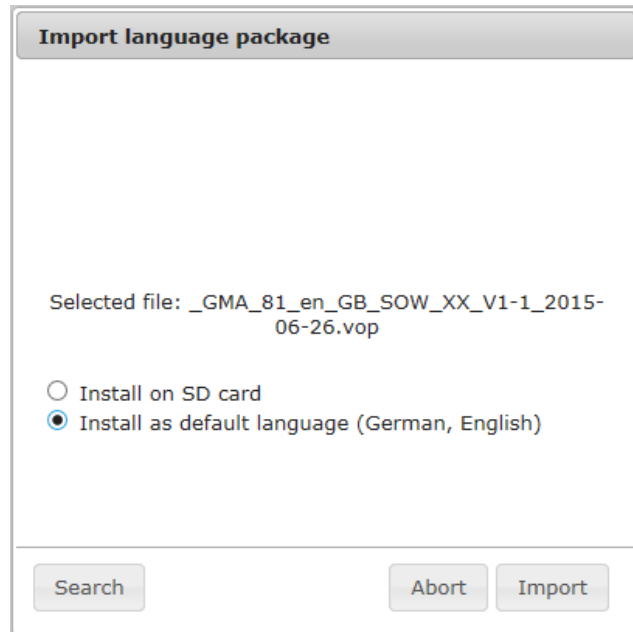 Import language package
Selected file: _GMA_81_en_GB_SOW_XX_V1-1_2015-
06-26.vop
Install on SD card
Install as default language (German, English)
Search
Abort
Import